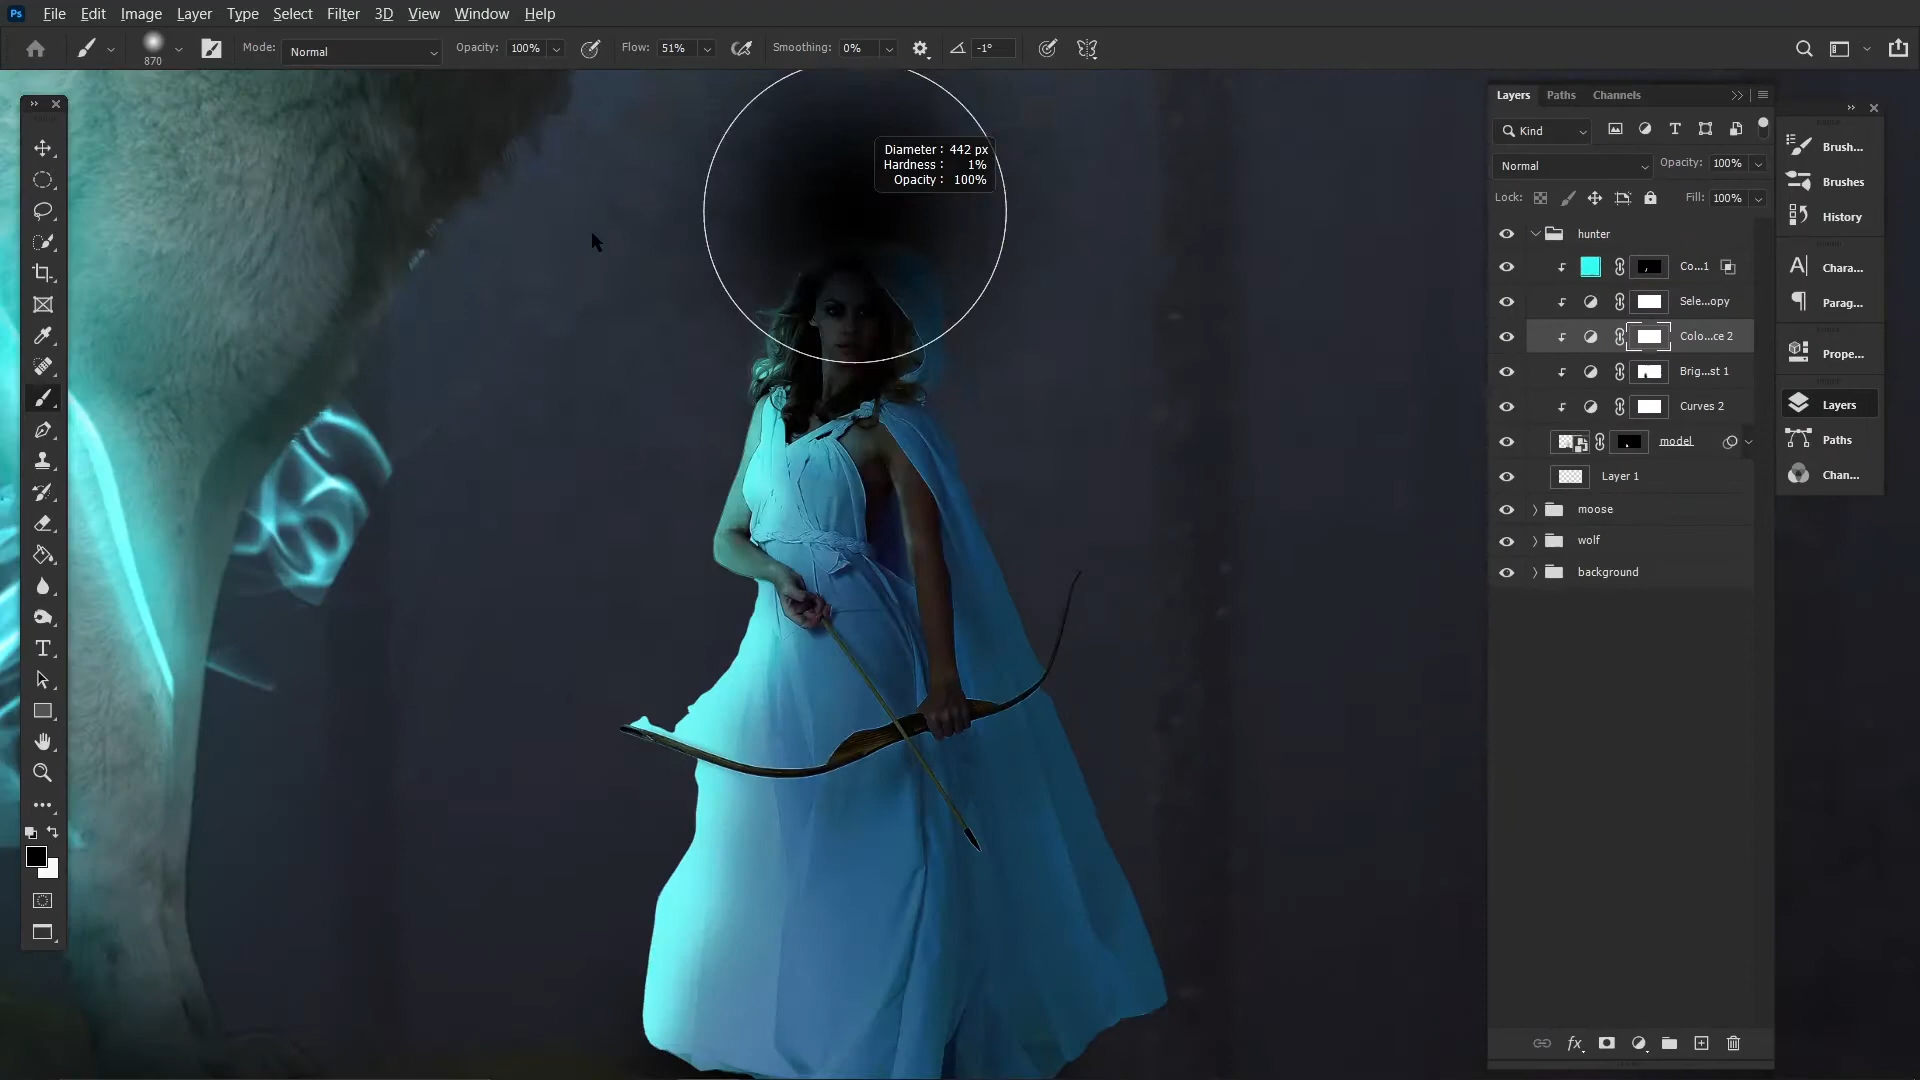 Ps File Edit Image Layer Type Select Filter 3D View Window Help
870 Mode: Normal Opacity: 100% Flow: 51% Smoothing: 0% -1°
Diameter : 442 px
Hardness : 1%
Opacity : 100%
Layers Paths Channels
Kind
Normal Opacity: 100%
Lock: Fill: 100%
hunter
Co...1
Sele...opy
Colo...ce 2
Brig...st 1
Curves 2
model
Layer 1
moose
wolf
background
fx
Brush...
Brushes
History
Chara...
Parag...
Prope...
Layers
Paths
Chan...